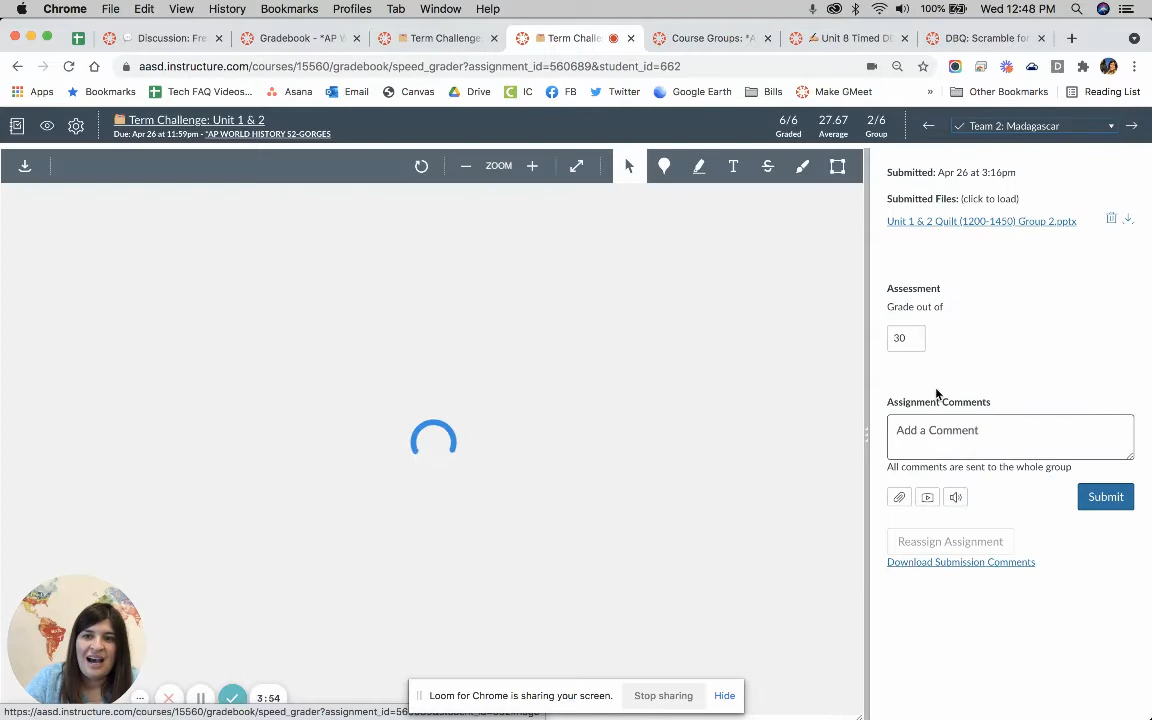 Chrome File Edit View History Bookmarks Profiles Tab Window Help 100% Wed 12:48 PM
Discussion: Fre Gradebook - *AP W Term Challenge: Term Challe Course Groups: *A Unit 8 Timed DB DBQ: Scramble for
aasd.instructure.com/courses/15560/gradebook/speed_grader?assignment_id=560689&student_id=662
Apps Bookmarks Tech FAQ Videos... Asana Email Canvas Drive IC FB Twitter Google Earth Bills Make GMeet » Other Bookmarks Reading List
Term Challenge: Unit 1 & 2
Due: Apr 26 at 11:59pm - *AP WORLD HISTORY S2-GORGES
6/6 27.67 2/6
Graded Average Group
Team 2: Madagascar
ZOOM
T S
Submitted: Apr 26 at 3:16pm
Submitted Files: (click to load)
Unit 1 & 2 Quilt (1200-1450) Group 2.pptx
Assessment
Grade out of
30
Assignment Comments
Add a Comment
All comments are sent to the whole group
Submit
Reassign Assignment
Download Submission Comments
3:54
Loom for Chrome is sharing your screen. Stop sharing Hide